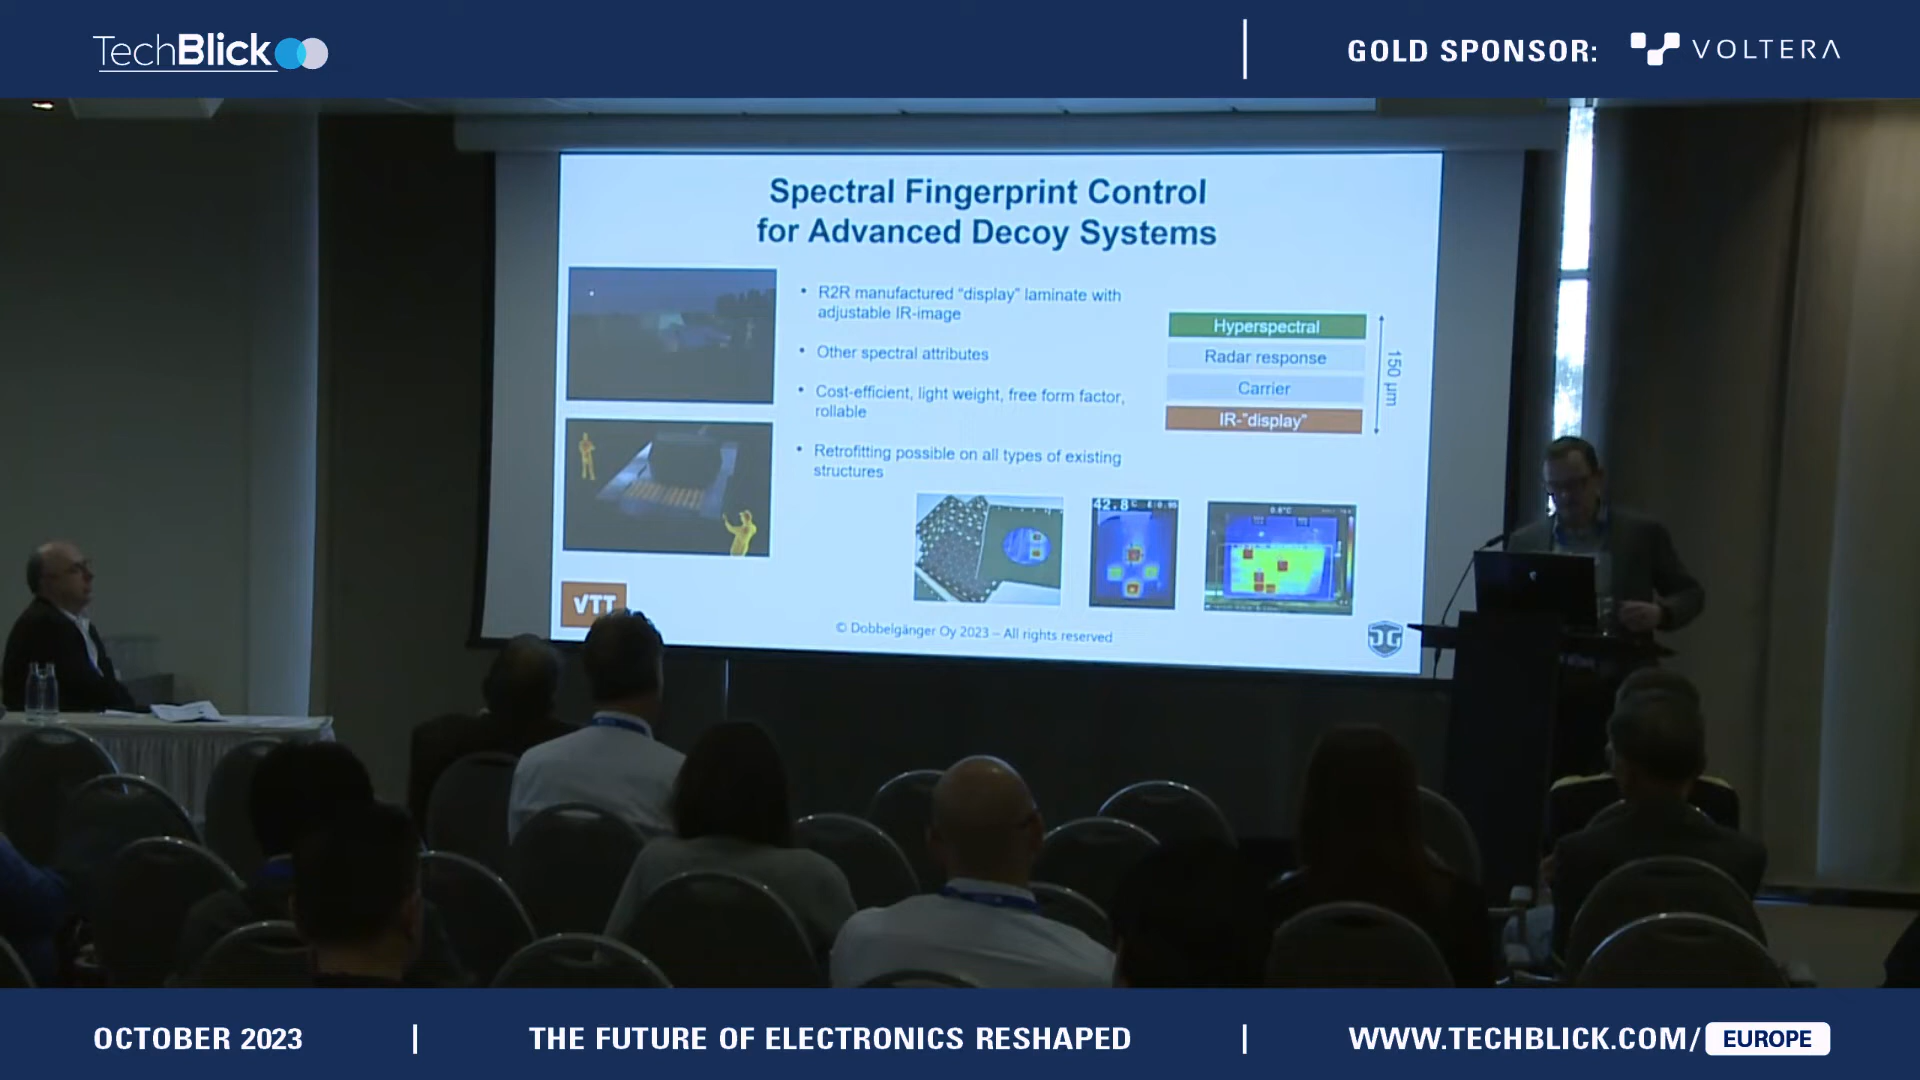 TechBlick
GOLD SPONSOR:
VOLTERA
Spectral Fingerprint Control
for Advanced Decoy Systems
• R2R manufactured “display” laminate with
adjustable IR-image
• Other spectral attributes
• Cost-efficient, light weight, free form factor,
rollable
• Retrofitting possible on all types of existing
structures
Hyperspectral
Radar response
Carrier
IR-”display”
150 µm
42.8
VTT
© Dobbelgänger Oy 2023 – All rights reserved
OCTOBER 2023
THE FUTURE OF ELECTRONICS RESHAPED
WWW.TECHBLICK.COM/ EUROPE